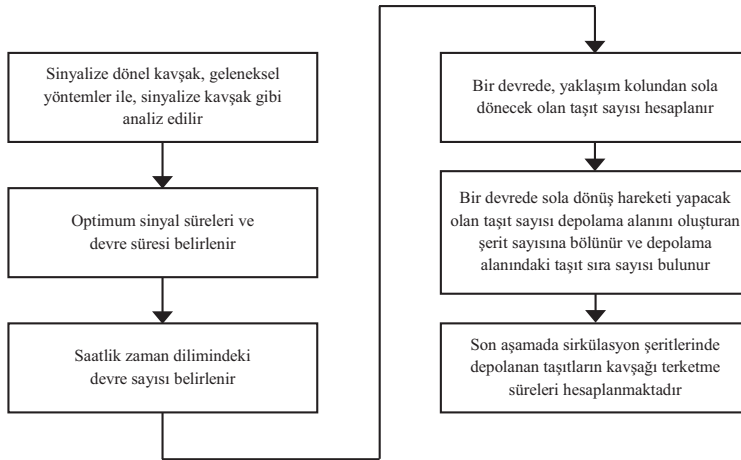 Sinyalize dönel kavşak, geleneksel
yöntemler ile, sinyalize kavşak gibi
analiz edilir
Optimum sinyal süreleri ve
devre süresi belirlenir
Saatlik zaman dilimindeki
devre sayısı belirlenir
Bir devrede, yaklaşım kolundan sola
dönecek olan taşıt sayısı hesaplanır
Bir devrede sola dönüş hareketi yapacak
olan taşıt sayısı depolama alanını oluşturan
şerit sayısına bölünür ve depolama
alanındaki taşıt sıra sayısı bulunur
Son aşamada sirkülasyon şeritlerinde
depolanan taşıtların kavşağı terketme
süreleri hesaplanmaktadır